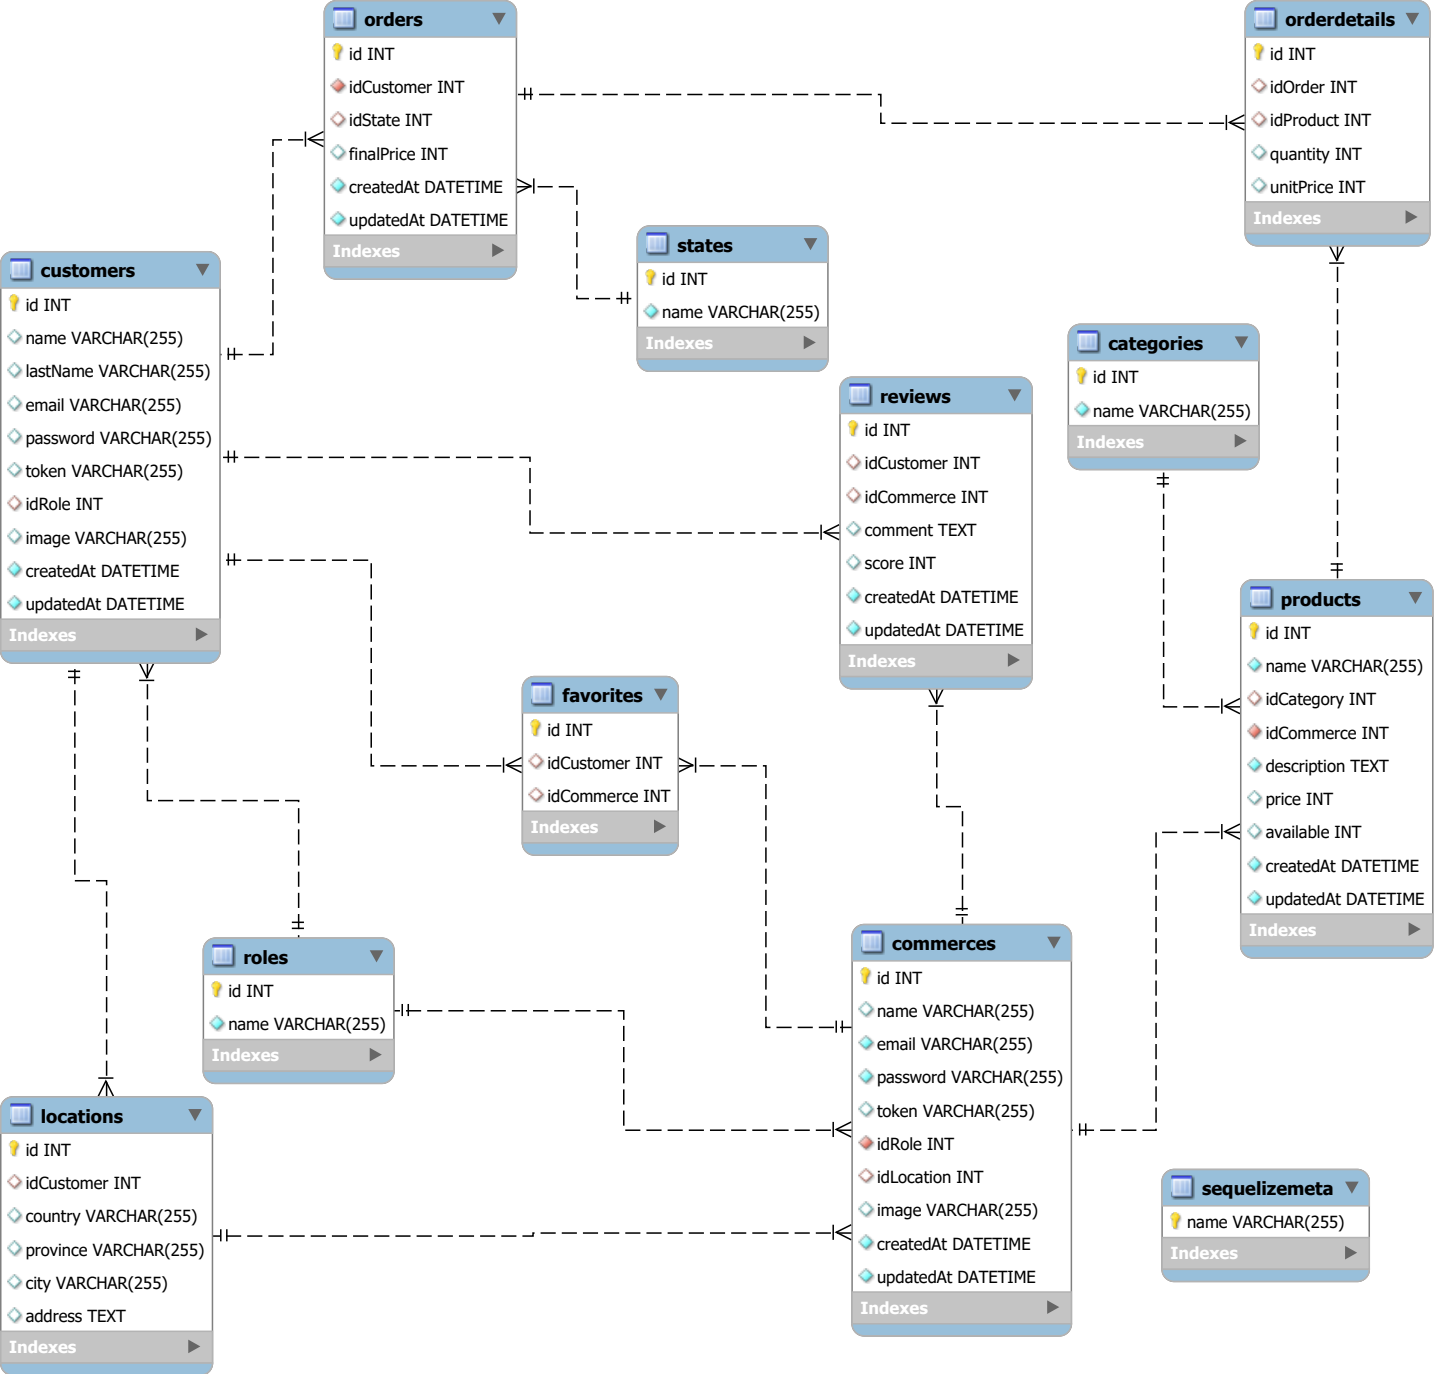 orders
id INT
idCustomer INT
idState INT
finalPrice INT
createdAt DATETIME
updatedAt DATETIME
Indexes
orderdetails
id INT
idOrder INT
idProduct INT
quantity INT
unitPrice INT
Indexes
states
id INT
name VARCHAR(255)
Indexes
customers
id INT
name VARCHAR(255)
lastName VARCHAR(255)
email VARCHAR(255)
password VARCHAR(255)
token VARCHAR(255)
idRole INT
image VARCHAR(255)
createdAt DATETIME
updatedAt DATETIME
Indexes
categories
id INT
name VARCHAR(255)
Indexes
reviews
id INT
idCustomer INT
idCommerce INT
comment TEXT
score INT
createdAt DATETIME
updatedAt DATETIME
Indexes
products
id INT
name VARCHAR(255)
idCategory INT
idCommerce INT
description TEXT
price INT
available INT
createdAt DATETIME
updatedAt DATETIME
Indexes
favorites
id INT
idCustomer INT
idCommerce INT
Indexes
roles
id INT
name VARCHAR(255)
Indexes
commerces
id INT
name VARCHAR(255)
email VARCHAR(255)
password VARCHAR(255)
token VARCHAR(255)
idRole INT
idLocation INT
image VARCHAR(255)
createdAt DATETIME
updatedAt DATETIME
Indexes
locations
id INT
idCustomer INT
country VARCHAR(255)
province VARCHAR(255)
city VARCHAR(255)
address TEXT
Indexes
sequelizemeta
name VARCHAR(255)
Indexes